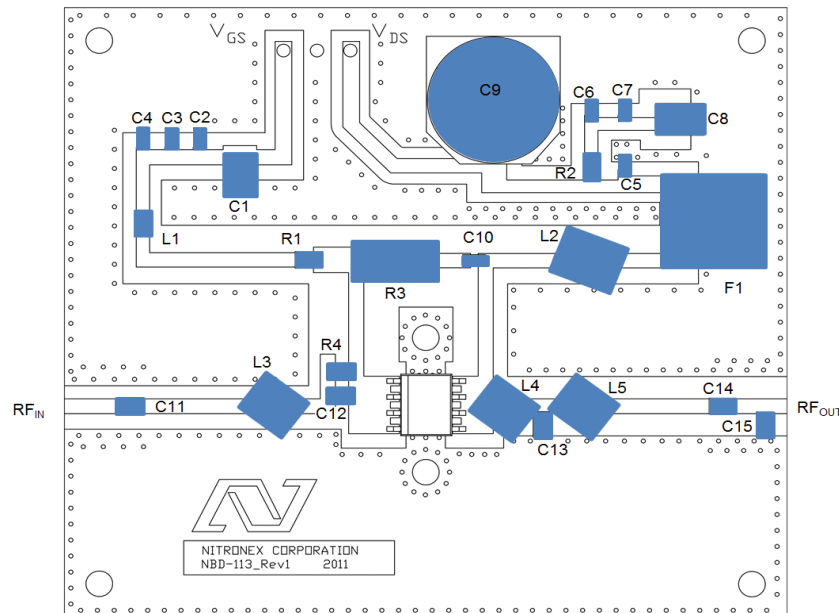 VGS
VDS
C4 C3 C2
C9
C6 C7
C8
C1
R2
C5
L1
R1
C10
L2
R3
F1
R4
L3
L4
L5
RFIN
C11
C12
C13
C14
C15
RFOUT
NITRONEX CORPORATION
NBD-113_Rev1 2011